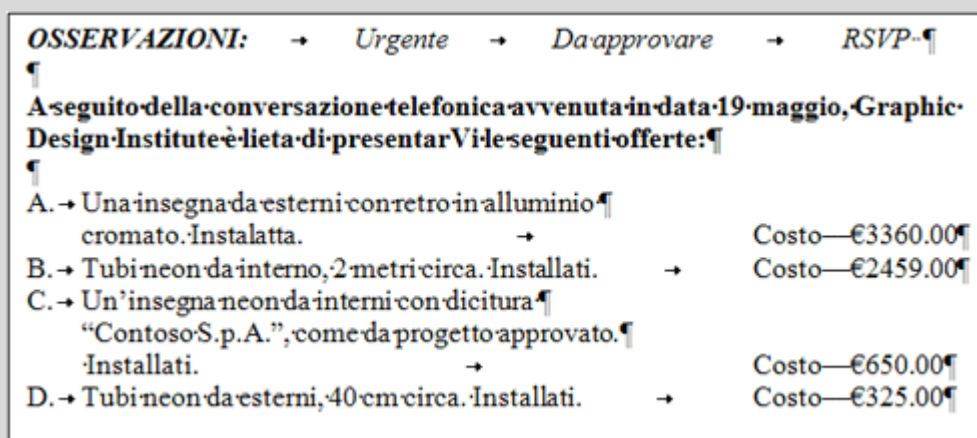 OSSERVAZIONI: → Urgente → Da·approvare → RSVP··¶
¶
A·seguito·della·conversazione·telefonica·avvenuta·in·data·19·maggio,·Graphic·
Design·Institute·è·lieta·di·presentarVi·le·seguenti·offerte:¶
¶
A.→Una·insegna·da·esterni·con·retro·in·alluminio¶
cromato.·Instalatta. → Costo—€3360.00¶
B.→Tubi·neon·da·interno,·2·metri·circa.·Installati. → Costo—€2459.00¶
C.→Un’insegna·neon·da·interni·con·dicitura¶
“Contoso·S.p.A.”,·come·da·progetto·approvato.¶
·Installati. → Costo—€650.00¶
D.→Tubi·neon·da·esterni,·40·cm·circa.·Installati. → Costo—€325.00¶